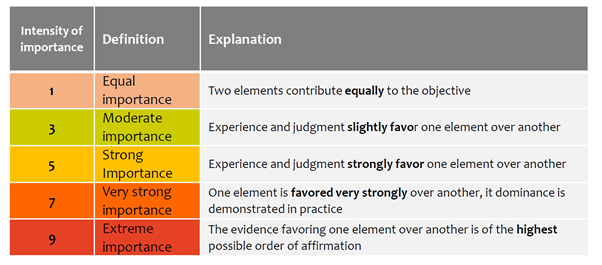 Intensity of
importance
Definition
Explanation
1
Equal
importance
Two elements contribute equally to the objective
3
Moderate
importance
Experience and judgment slightly favor one element over another
5
Strong
Importance
Experience and judgment strongly favor one element over another
7
Very strong
importance
One element is favored very strongly over another, it dominance is
demonstrated in practice
9
Extreme
importance
The evidence favoring one element over another is of the highest
possible order of affirmation